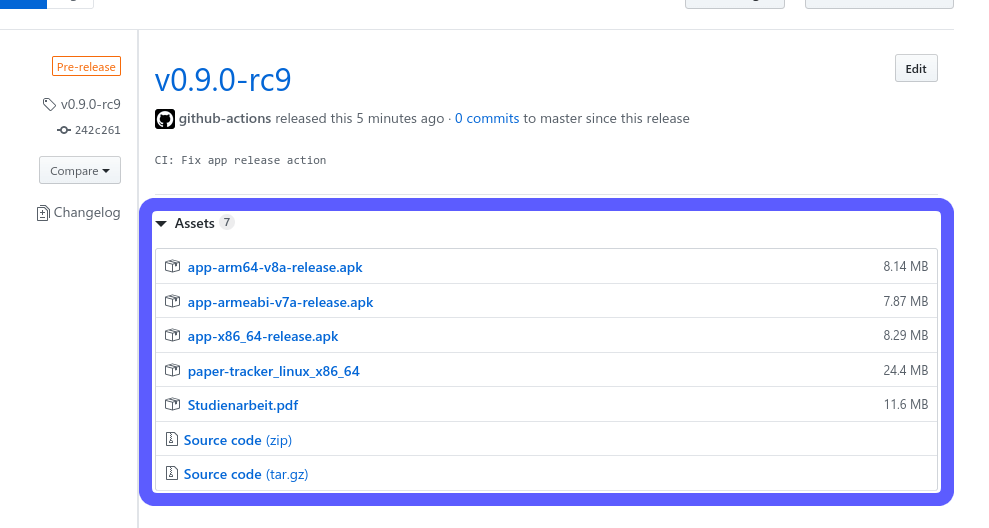 Pre-release
v0.9.0-rc9
242c261
Compare
Changelog
v0.9.0-rc9
Edit
github-actions released this 5 minutes ago · 0 commits to master since this release
CI: Fix app release action
Assets 7
app-arm64-v8a-release.apk 8.14 MB
app-armeabi-v7a-release.apk 7.87 MB
app-x86_64-release.apk 8.29 MB
paper-tracker_linux_x86_64 24.4 MB
Studienarbeit.pdf 11.6 MB
Source code (zip)
Source code (tar.gz)